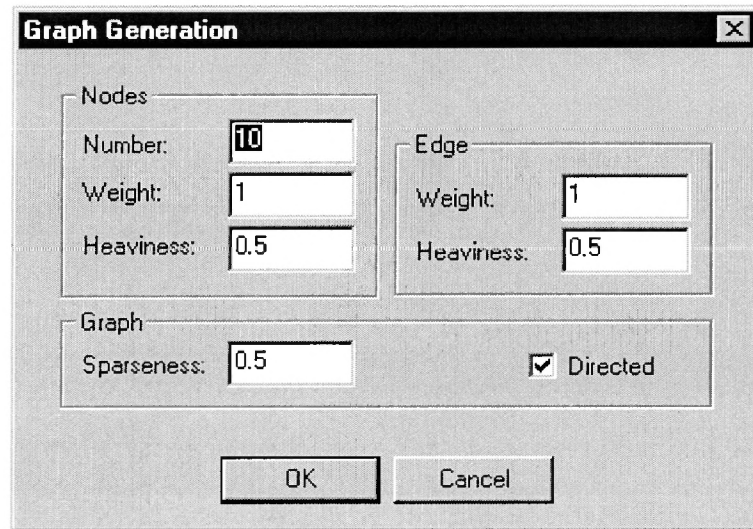 Graph Generation
Nodes
Number: 10
Weight: 1
Heaviness: 0.5
Edge
Weight: 1
Heaviness: 0.5
Graph
Sparseness: 0.5
Directed
OK
Cancel